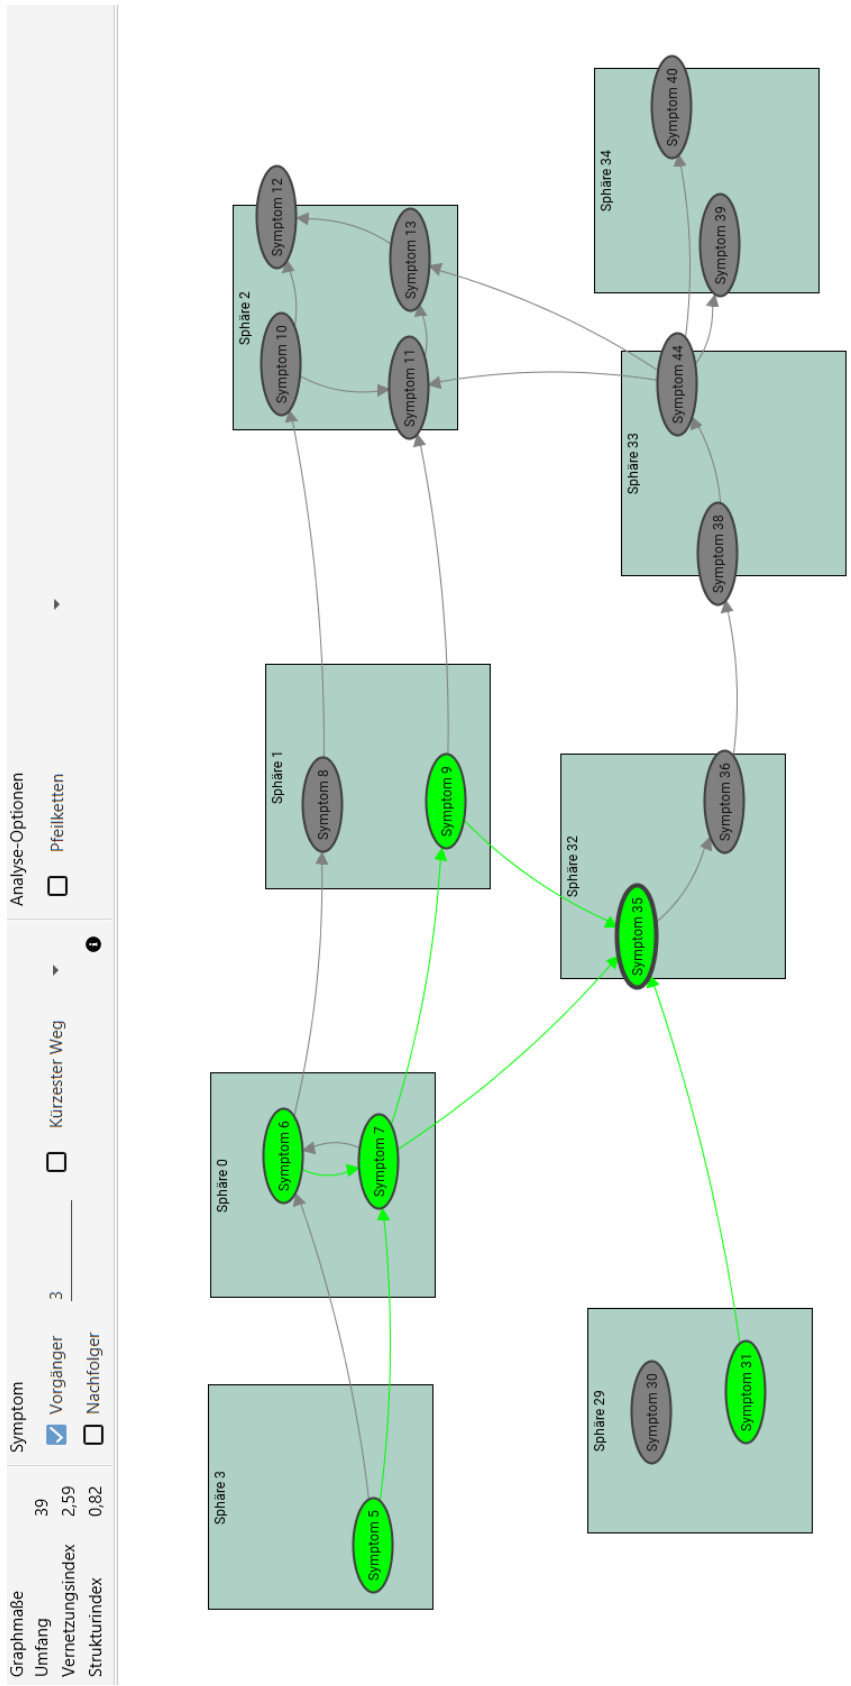 Graphmaße
Umfang 39
Vernetzungsindex 2,59
Strukturindex 0,82
Symptom
Vorgänger 3
Nachfolger
Kürzester Weg
Analyse-Optionen
Pfeilketten
Sphäre 3
Symptom 5
Sphäre 0
Symptom 6
Symptom 7
Sphäre 1
Symptom 8
Symptom 9
Sphäre 2
Symptom 10
Symptom 12
Symptom 11
Symptom 13
Sphäre 29
Symptom 30
Symptom 31
Sphäre 32
Symptom 35
Symptom 36
Sphäre 33
Symptom 44
Symptom 38
Sphäre 34
Symptom 40
Symptom 39